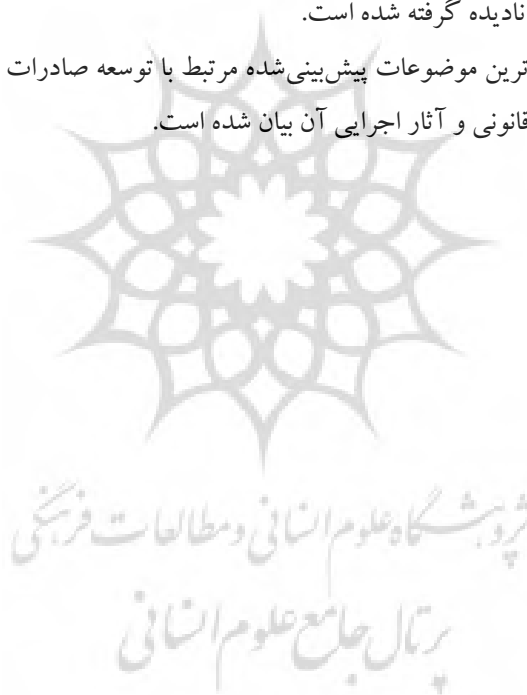 نادیده گرفته شده است.
ترین موضوعات پیش‌بینی‌شده مرتبط با توسعه صادرات
قانونی و آثار اجرایی آن بیان شده است.
پژوهشگاه علوم انسانی و مطالعات فرهنگی
پرتال جامع علوم انسانی